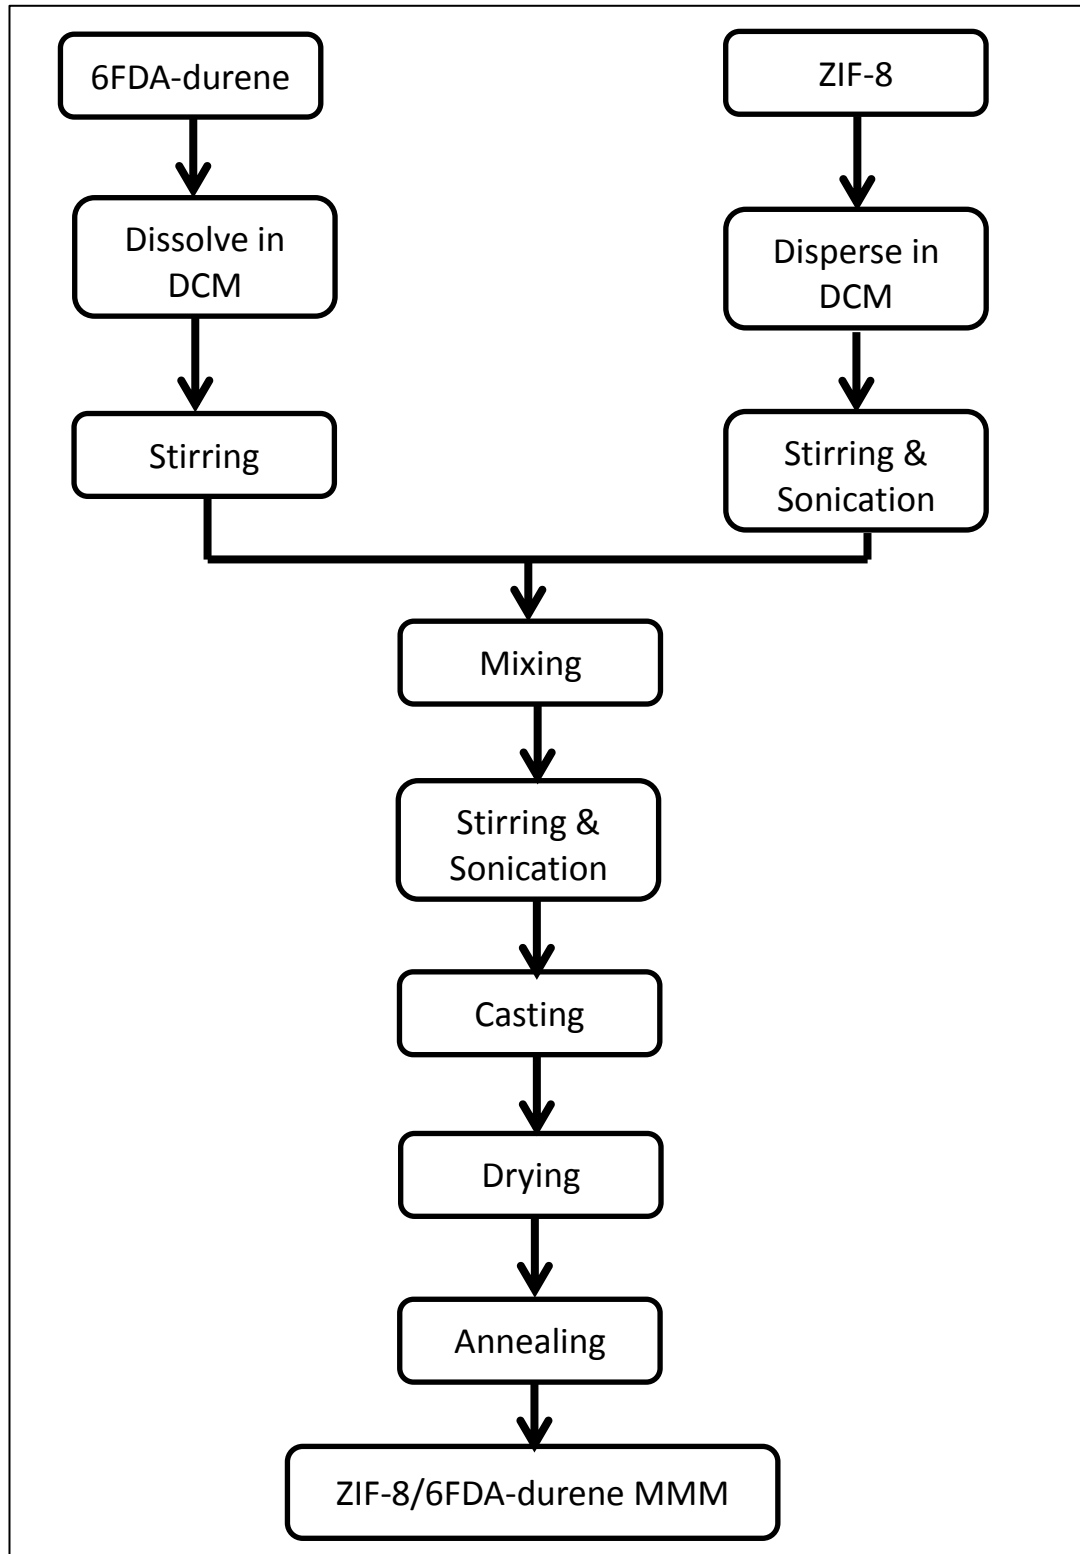 6FDA-durene
ZIF-8
Dissolve in
DCM
Disperse in
DCM
Stirring
Stirring &
Sonication
Mixing
Stirring &
Sonication
Casting
Drying
Annealing
ZIF-8/6FDA-durene MMM